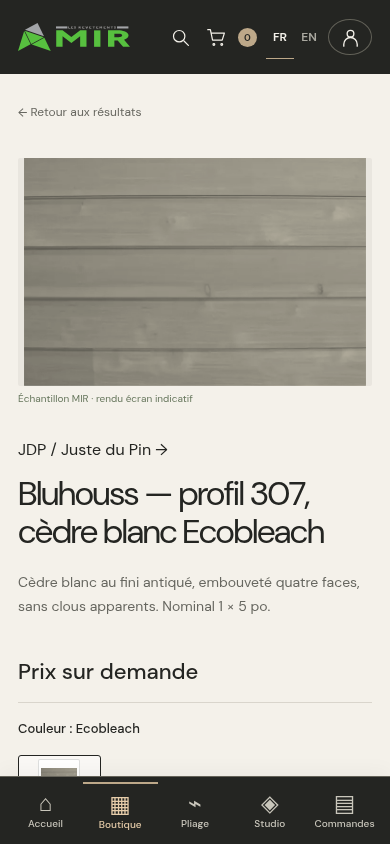 LES REVÊTEMENTS
MIR
0
FR
EN
← Retour aux résultats
Échantillon MIR · rendu écran indicatif
JDP / Juste du Pin →
Bluhouss — profil 307,
cèdre blanc Ecobleach
Cèdre blanc au fini antiqué, embouveté quatre faces,
sans clous apparents. Nominal 1 × 5 po.
Prix sur demande
Couleur : Ecobleach
Accueil
Boutique
Pliage
Studio
Commandes